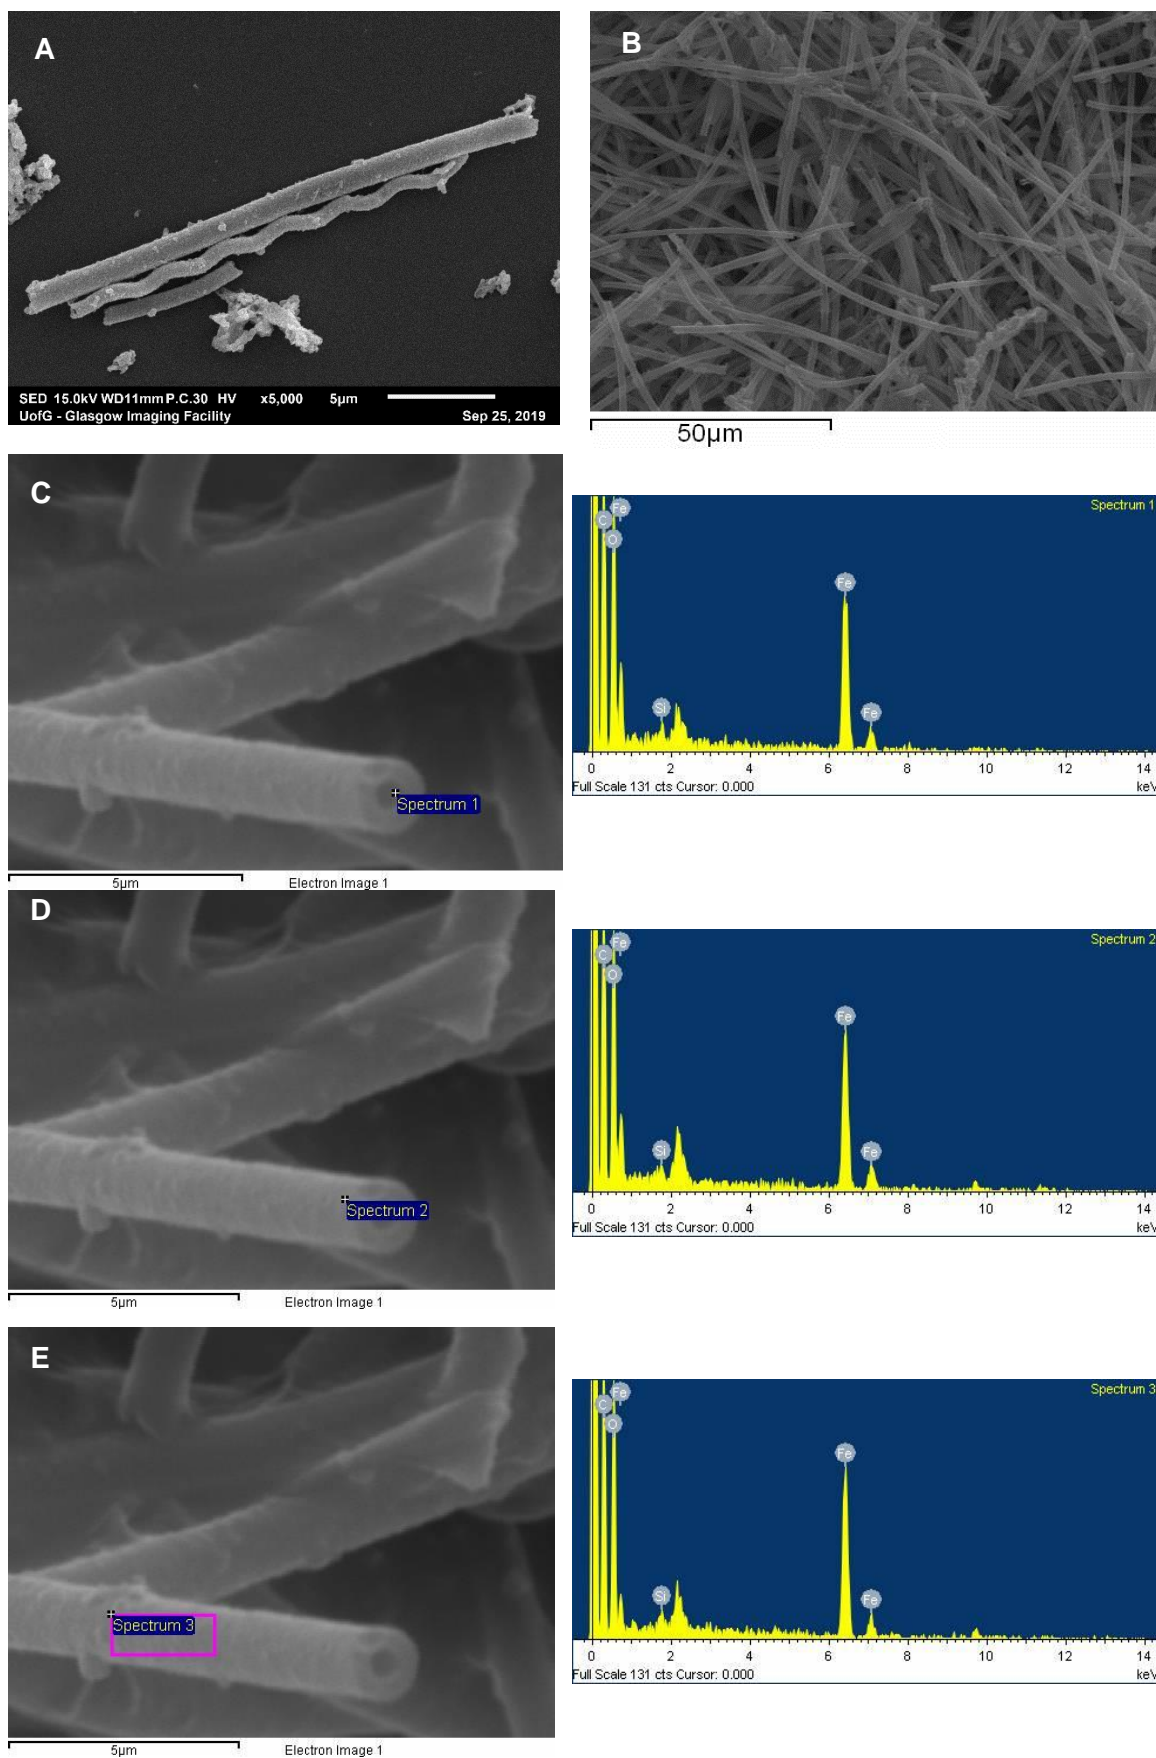 A
SED 15.0kV WD11mm P.C.30 HV x5,000 5µm
UofG - Glasgow Imaging Facility Sep 25, 2019
B
50µm
C
Spectrum 1
5µm Electron Image 1
Spectrum 1
C Fe
O
Fe
Si
Fe
0 2 4 6 8 10 12 14
Full Scale 131 cts Cursor: 0.000 keV
D
Spectrum 2
5µm Electron Image 1
Spectrum 2
C Fe
O
Fe
Si
Fe
0 2 4 6 8 10 12 14
Full Scale 131 cts Cursor: 0.000 keV
E
Spectrum 3
5µm Electron Image 1
Spectrum 3
C Fe
O
Fe
Si
Fe
0 2 4 6 8 10 12 14
Full Scale 131 cts Cursor: 0.000 keV